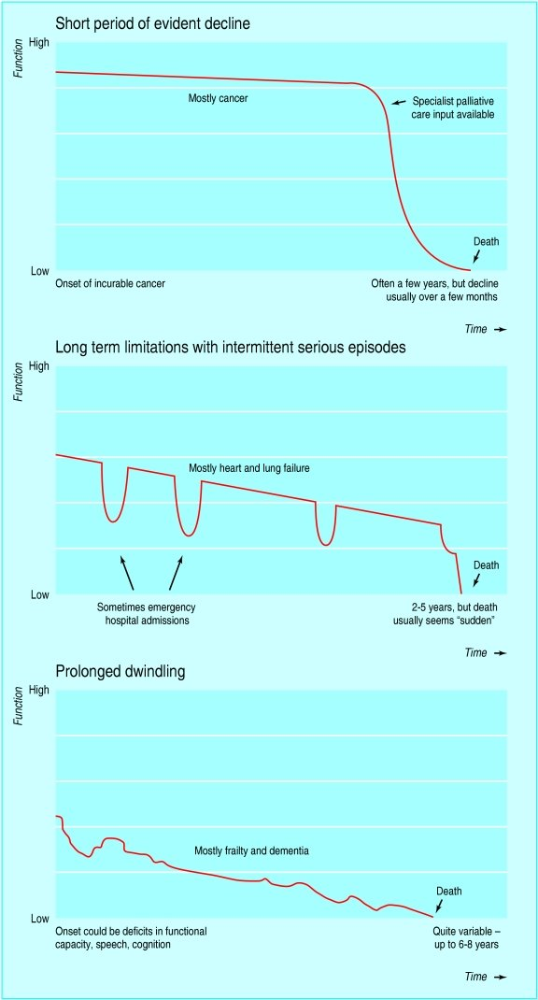 Short period of evident decline
High
Function
Mostly cancer
Specialist palliative
care input available
Death
Low
Onset of incurable cancer
Often a few years, but decline
usually over a few months
Time
Long term limitations with intermittent serious episodes
High
Function
Mostly heart and lung failure
Death
Low
Sometimes emergency
hospital admissions
2-5 years, but death
usually seems “sudden”
Time
Prolonged dwindling
High
Function
Mostly frailty and dementia
Death
Low
Onset could be deficits in functional
capacity, speech, cognition
Quite variable –
up to 6-8 years
Time